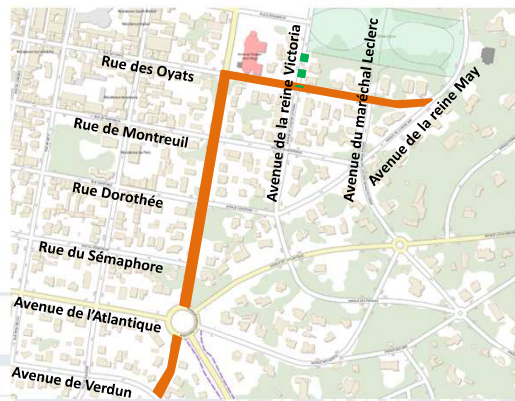 Rue des Oyats
Rue de Montreuil
Rue Dorothée
Rue du Sémaphore
Avenue de l'Atlantique
Avenue de Verdun
Avenue de la reine Victoria
Avenue du maréchal Leclerc
Avenue de la reine May